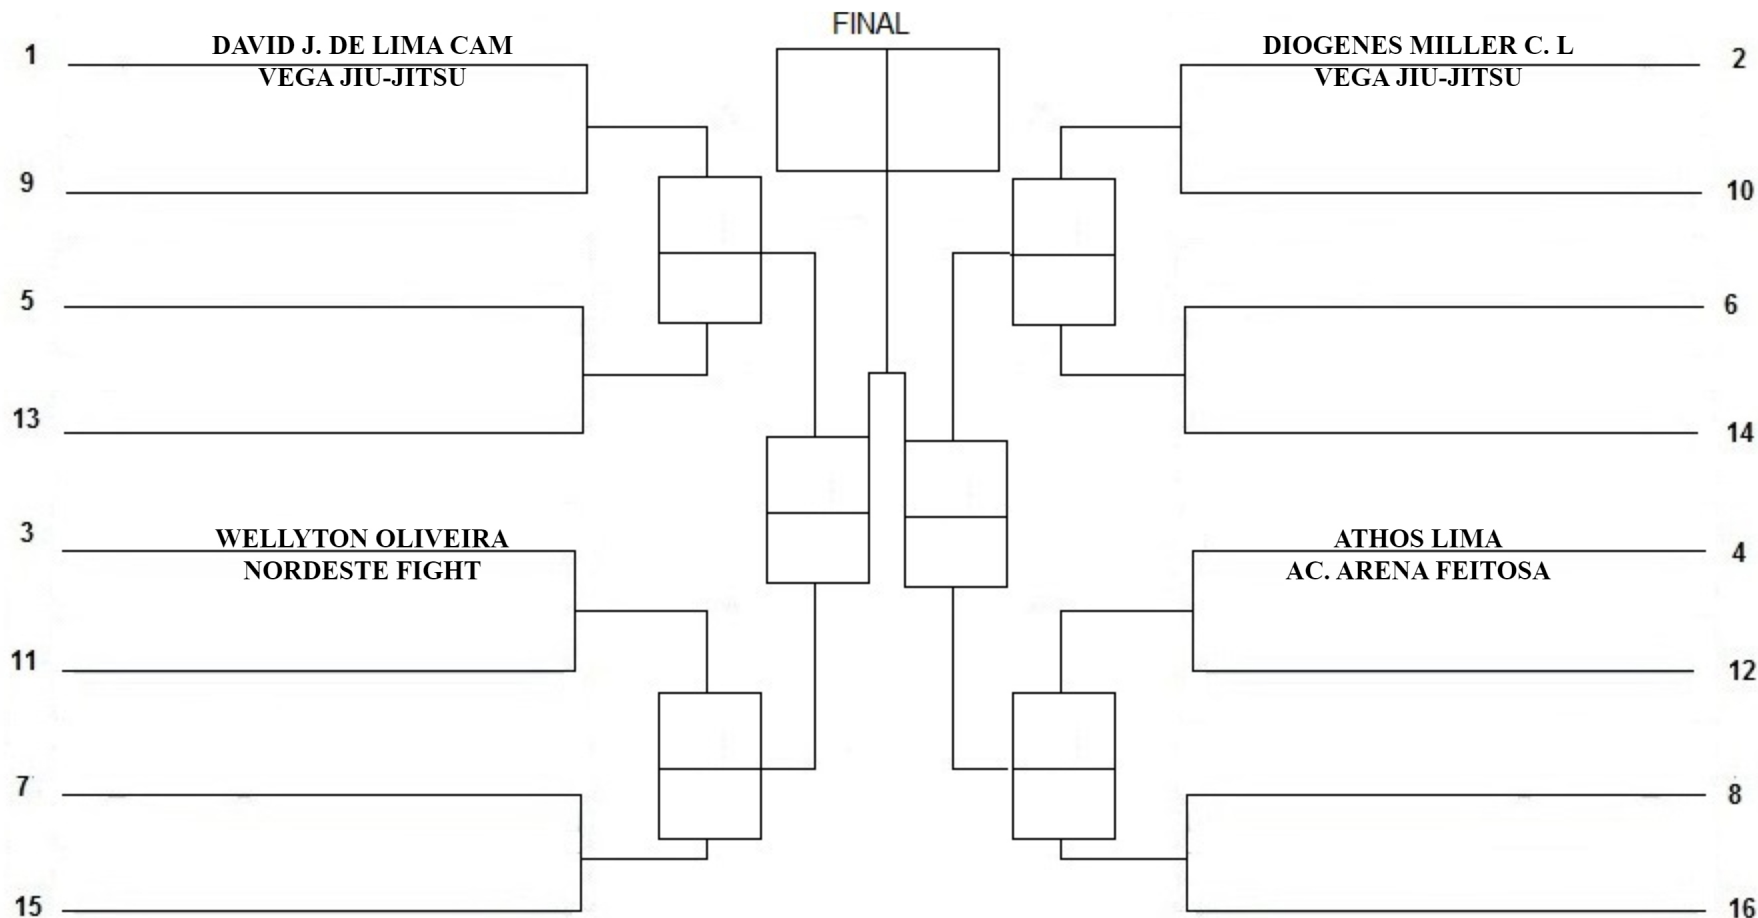 FINAL
1
DAVID J. DE LIMA CAM
VEGA JIU-JITSU
DIOGENES MILLER C. L
VEGA JIU-JITSU
2
9
10
5
6
13
14
3
WELLYTON OLIVEIRA
NORDESTE FIGHT
ATHOS LIMA
AC. ARENA FEITOSA
4
11
12
7
8
15
16